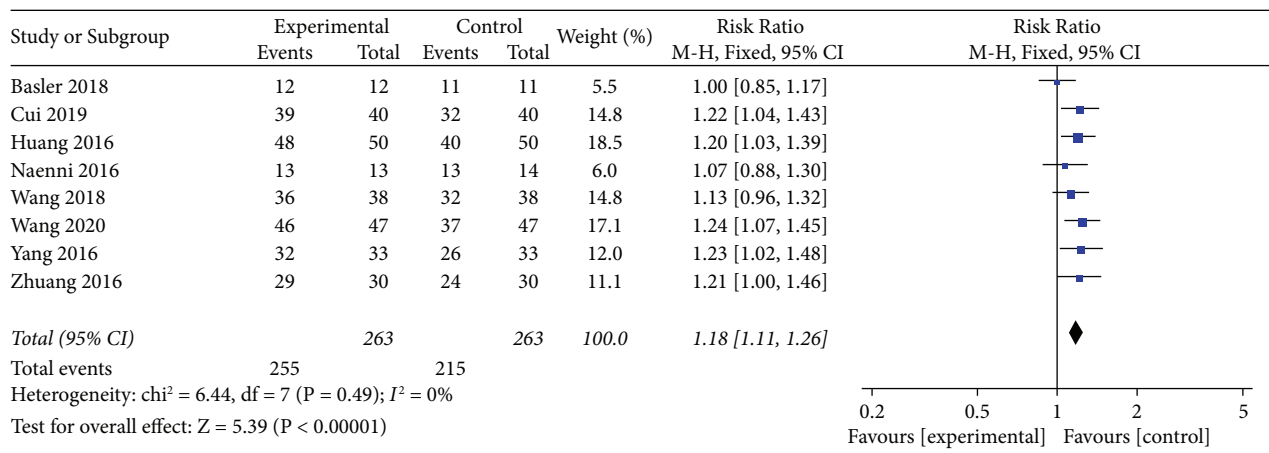 Study or Subgroup Experimental Control Weight (%) Risk Ratio Risk Ratio
Events Total Events Total M-H, Fixed, 95% CI M-H, Fixed, 95% CI
Basler 2018 12 12 11 11 5.5 1.00 [0.85, 1.17]
Cui 2019 39 40 32 40 14.8 1.22 [1.04, 1.43]
Huang 2016 48 50 40 50 18.5 1.20 [1.03, 1.39]
Naenni 2016 13 13 13 14 6.0 1.07 [0.88, 1.30]
Wang 2018 36 38 32 38 14.8 1.13 [0.96, 1.32]
Wang 2020 46 47 37 47 17.1 1.24 [1.07, 1.45]
Yang 2016 32 33 26 33 12.0 1.23 [1.02, 1.48]
Zhuang 2016 29 30 24 30 11.1 1.21 [1.00, 1.46]
Total (95% CI) 263 263 100.0 1.18 [1.11, 1.26]
Total events 255 215
Heterogeneity: chi² = 6.44, df = 7 (P = 0.49); I² = 0%
Test for overall effect: Z = 5.39 (P < 0.00001)
0.2 0.5 1 2 5
Favours [experimental] Favours [control]